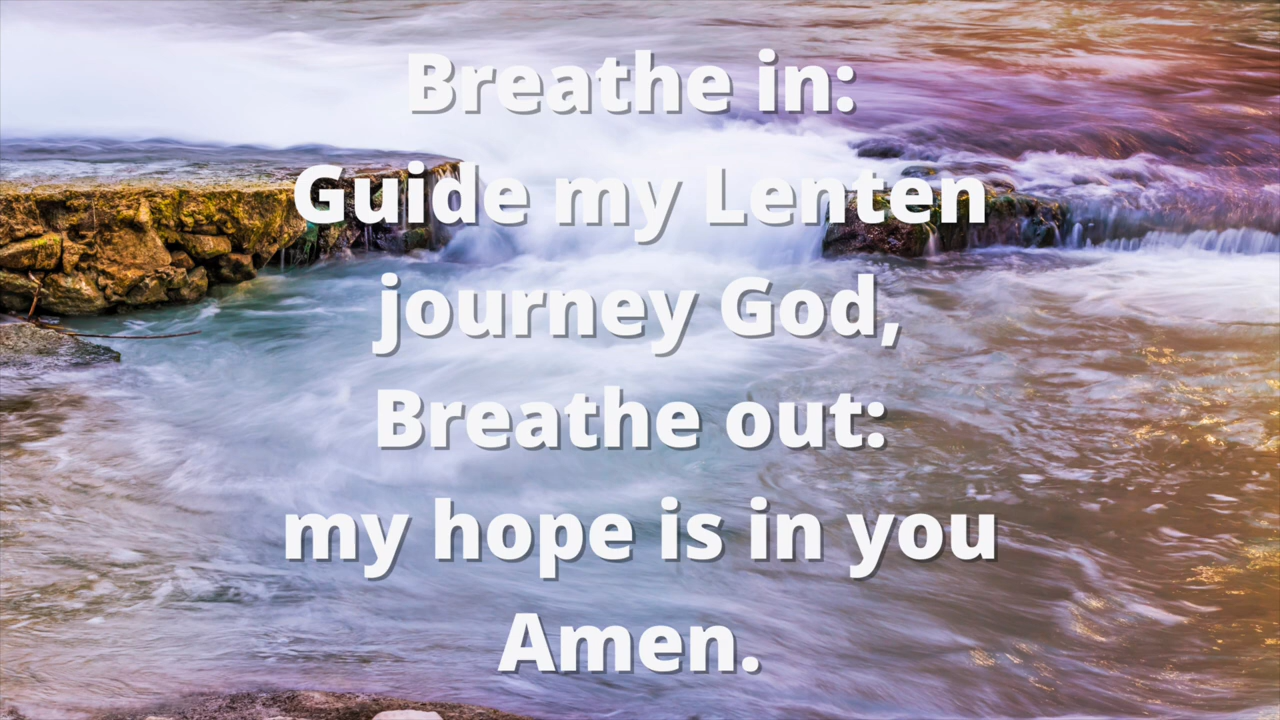 Breathe in:
Guide my Lenten
journey God,
Breathe out:
my hope is in you
Amen.